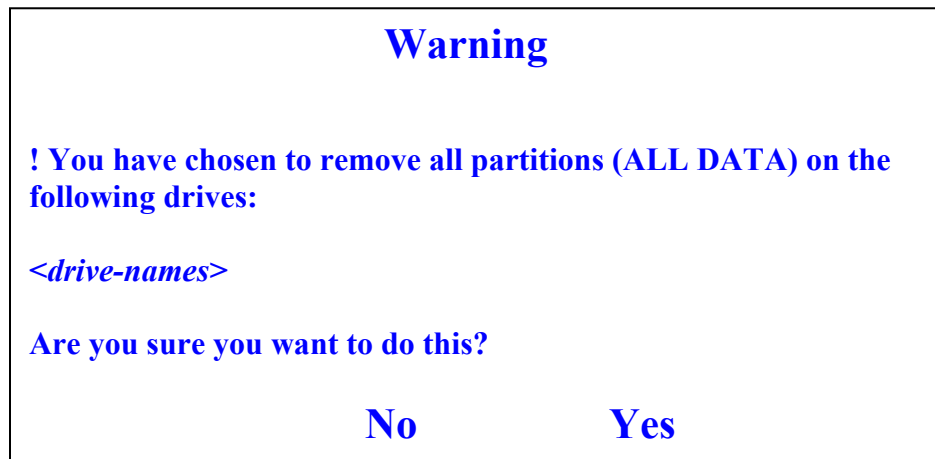 Warning
! You have chosen to remove all partitions (ALL DATA) on the
following drives:
<drive-names>
Are you sure you want to do this?
No Yes